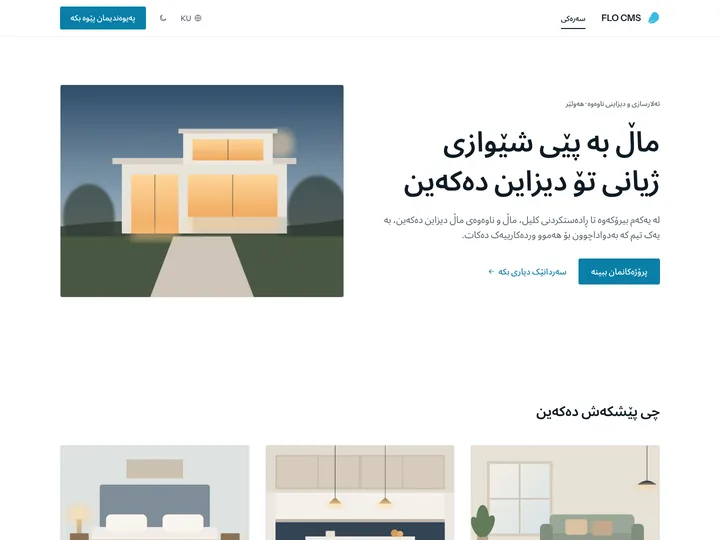 FLO CMS
سەرەکی
KU
پەیوەندیمان پێوە بکە
تەلارسازی و دیزاینی ناوەوە · هەولێر
ماڵ بە پێی شێوازی
ژیانی تۆ دیزاین دەکەین
لە یەکەم بیرۆکەوە تا ڕادەستکردنی کلیل، ماڵ و ناوەوەی ماڵ دیزاین دەکەین، بە
یەک تیم کە بەدواداچوون بۆ هەموو وردەکارییەک دەکات.
پرۆژەکانمان ببینە
سەردانێک دیاری بکە ←
چی پێشکەش دەکەین